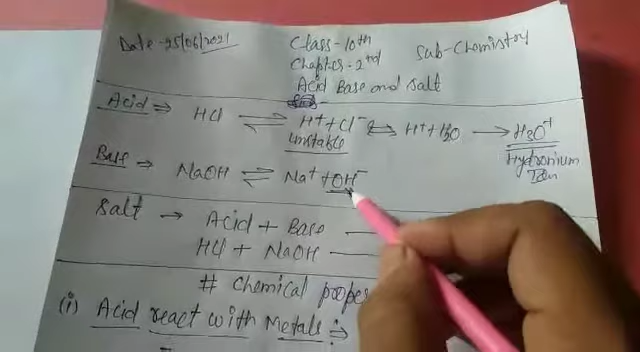 Date-25/06/2021
Class-10th
Sub-Chemistry
Chapter-2nd
Acid Base and Salt
Acid ⇒ HCl ⇌ H⁺+Cl⁻ ⇌ H⁺+H2O → H3O⁺
Unstable
Hydronium
Ion
Base ⇒ NaOH ⇌ Na⁺+OH⁻
Salt → Acid + Base —
HCl + NaOH —
# Chemical proper
(i) Acid react with Metals ⇒